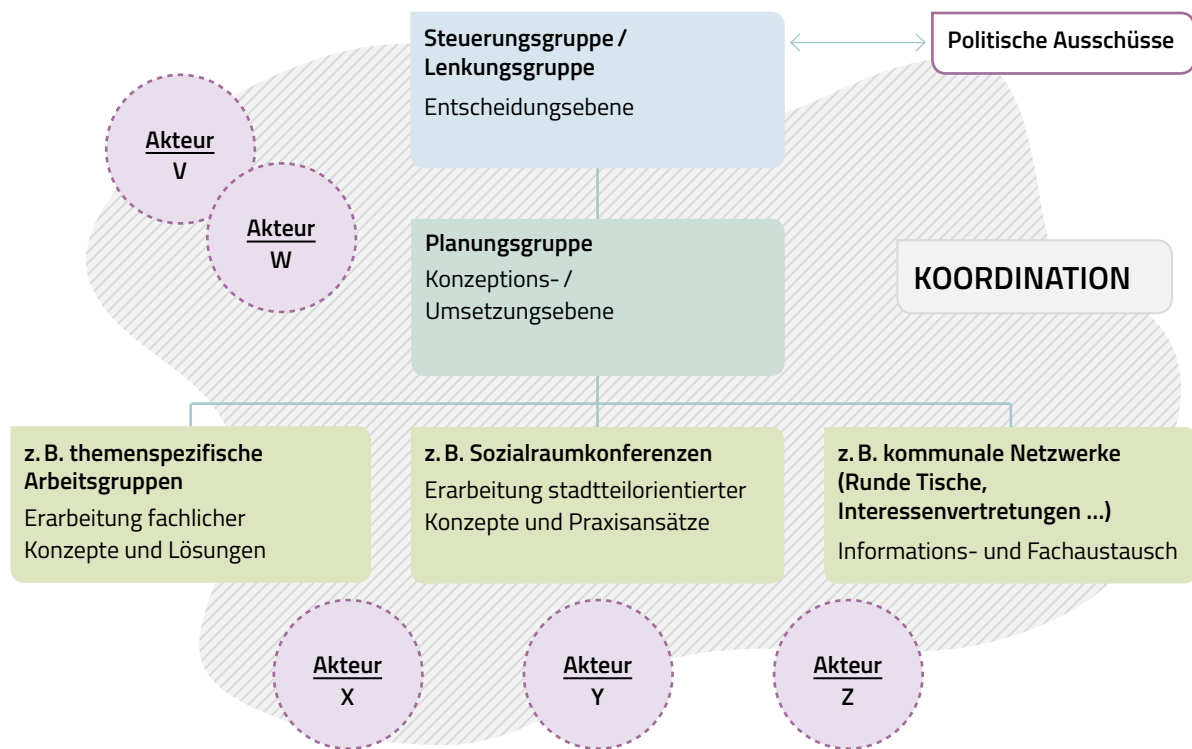 Steuerungsgruppe /
Lenkungsgruppe
Entscheidungsebene
Politische Ausschüsse
Akteur
V
Akteur
W
Planungsgruppe
Konzeptions- /
Umsetzungsebene
KOORDINATION
z. B. themenspezifische
Arbeitsgruppen
Erarbeitung fachlicher
Konzepte und Lösungen
z. B. Sozialraumkonferenzen
Erarbeitung stadtteilorientierter
Konzepte und Praxisansätze
z. B. kommunale Netzwerke
(Runde Tische,
Interessenvertretungen ...)
Informations- und Fachaustausch
Akteur
X
Akteur
Y
Akteur
Z